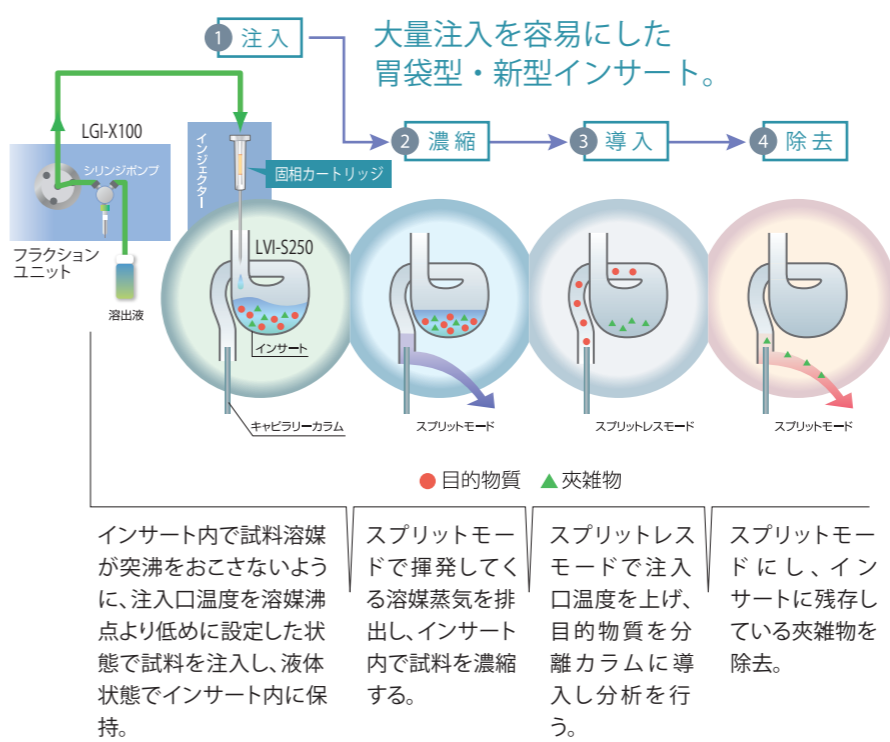 1 注入
大量注入を容易にした
胃袋型・新型インサート。
2 濃縮
3 導入
4 除去
LGI-X100
シリンジポンプ
インジェクター
固相カートリッジ
フラクション
ユニット
溶出液
LVI-S250
インサート
キャピラリーカラム
スプリットモード
スプリットレスモード
スプリットモード
目的物質
夾雑物
インサート内で試料溶媒
が突沸をおこさないよう
に、注入口温度を溶媒沸
点より低めに設定した状
態で試料を注入し、液体
状態でインサート内に保
持。
スプリットモー
ドで揮発してく
る溶媒蒸気を排
出し、インサート
内で試料を濃縮
する。
スプリットレス
モードで注入
口温度を上げ、
目的物質を分
離カラムに導
入し分析を行
う。
スプリットモー
ドにし、イン
サートに残存し
ている夾雑物を
除去。